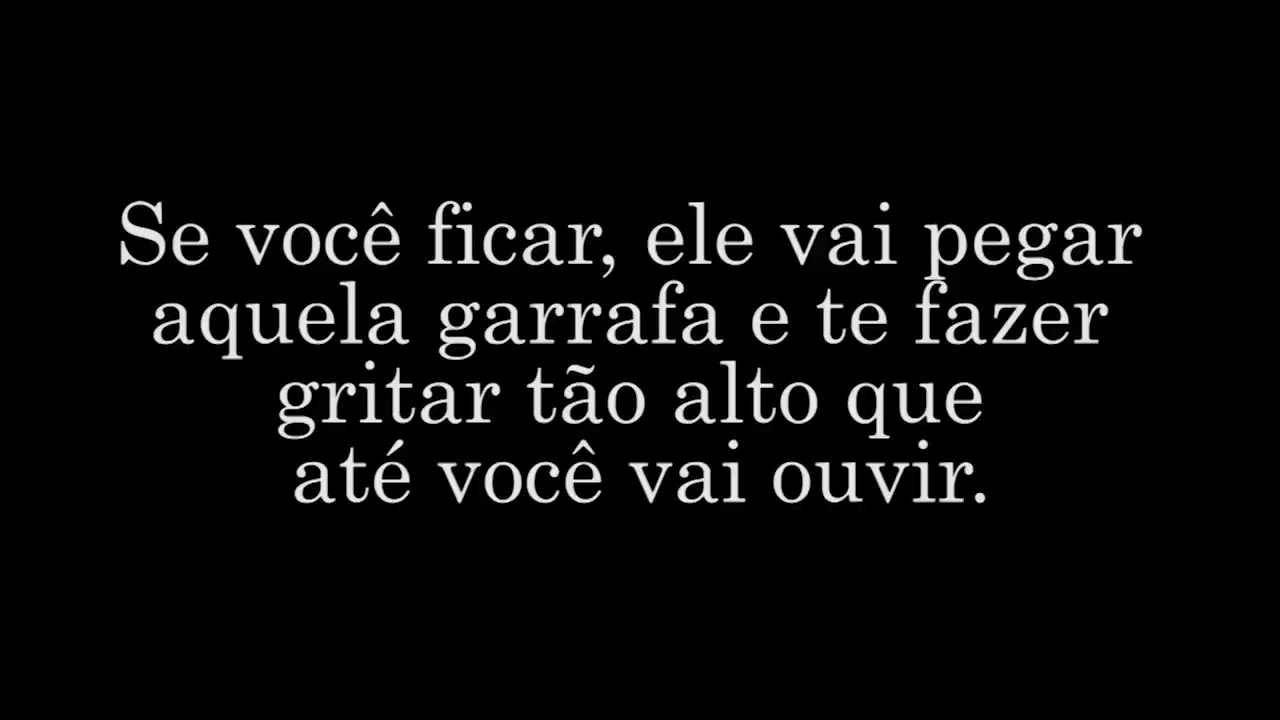 Se você ficar, ele vai pegar
aquela garrafa e te fazer
gritar tão alto que
até você vai ouvir.